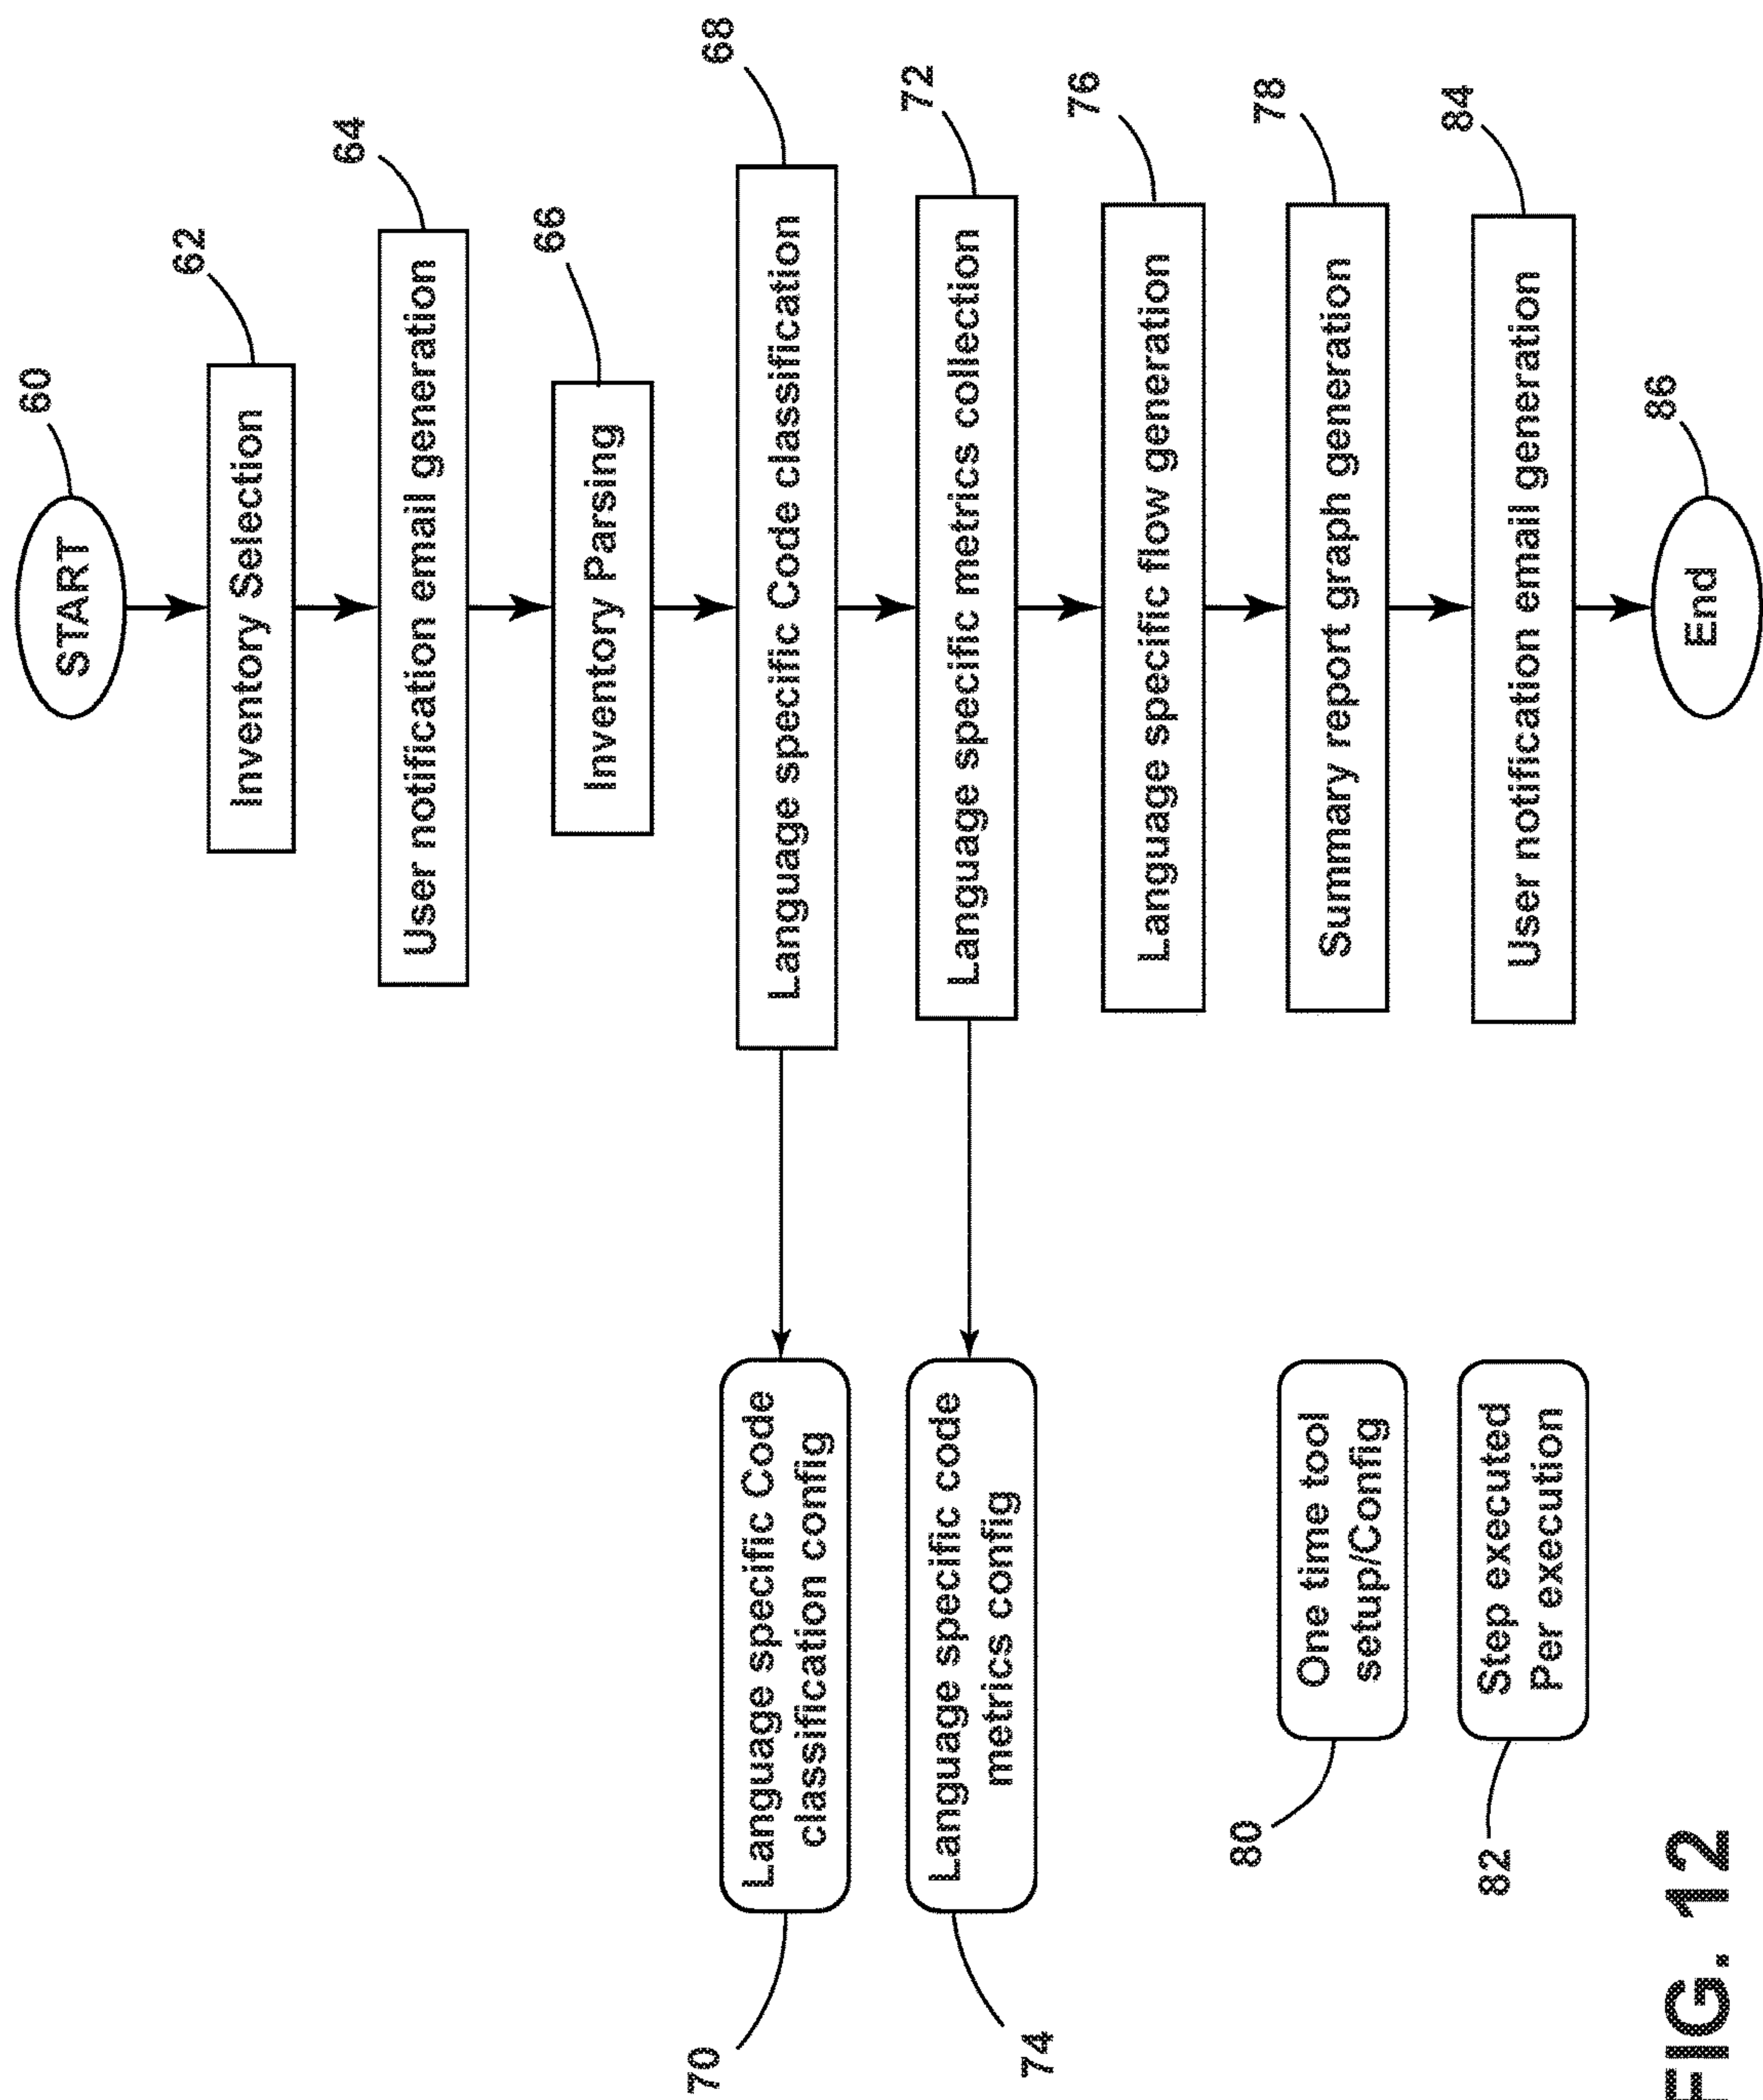 START
60
Inventory Selection
62
User notification email generation
64
Inventory Parsing
66
Language specific Code classification
68
Language specific Code
classification config
70
Language specific metrics collection
72
Language specific code
metrics config
74
Language specific flow generation
76
Summary report graph generation
78
One time tool
setup/Config
80
Step executed
Per execution
82
User notification email generation
84
End
86
FIG. 12